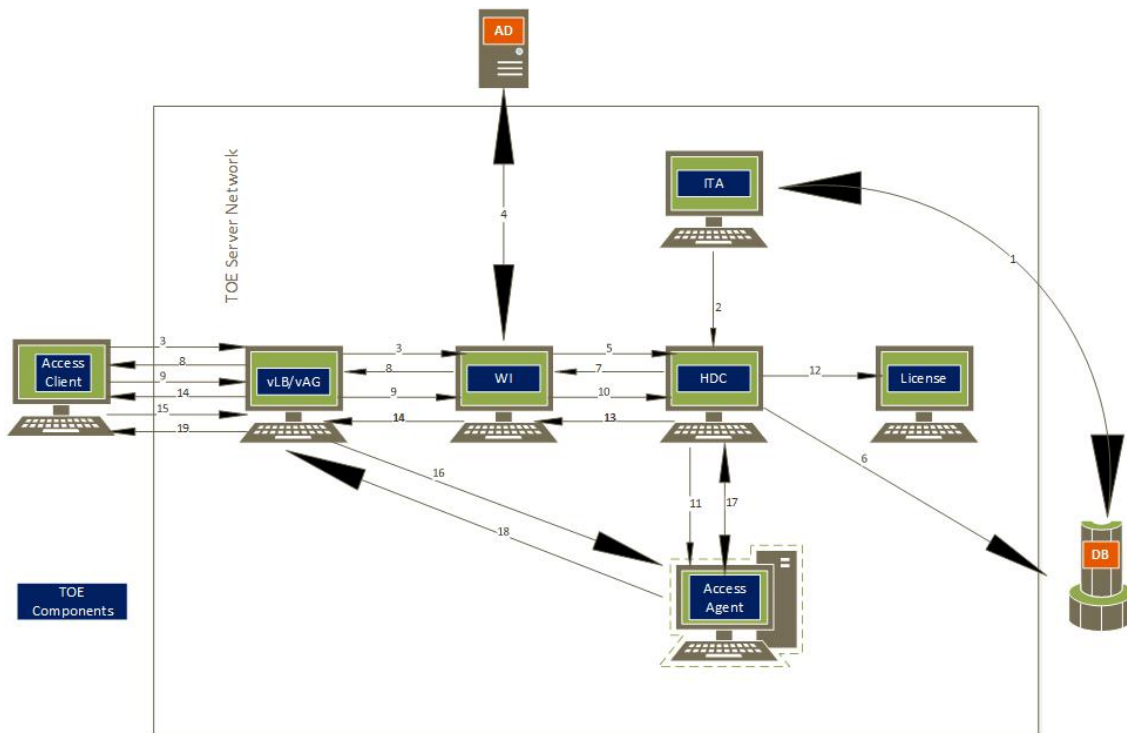 AD
TOE Server Network
ITA
4
1
2
3
3
5
Access
Client
8
vLB/vAG
8
WI
7
HDC
12
License
9
9
10
14
14
13
15
19
16
6
11
17
18
DB
TOE
Components
Access
Agent